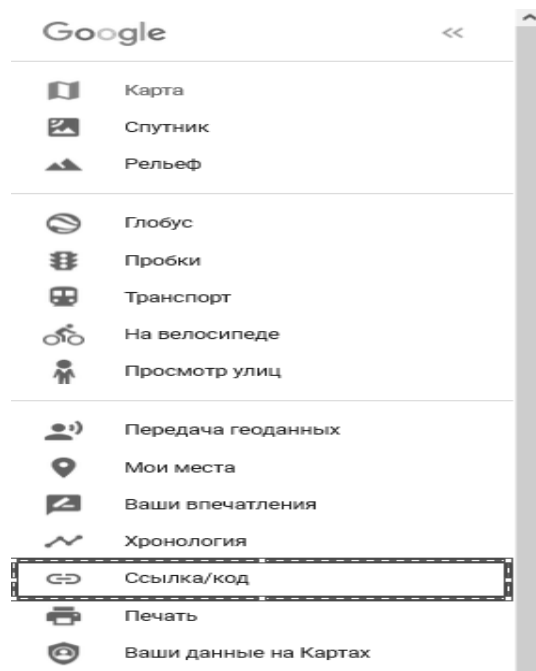 Google <<
Карта
Спутник
Рельеф
Глобус
Пробки
Транспорт
На велосипеде
Просмотр улиц
Передача геоданных
Мои места
Ваши впечатления
Хронология
Ссылка/код
Печать
Ваши данные на Картах